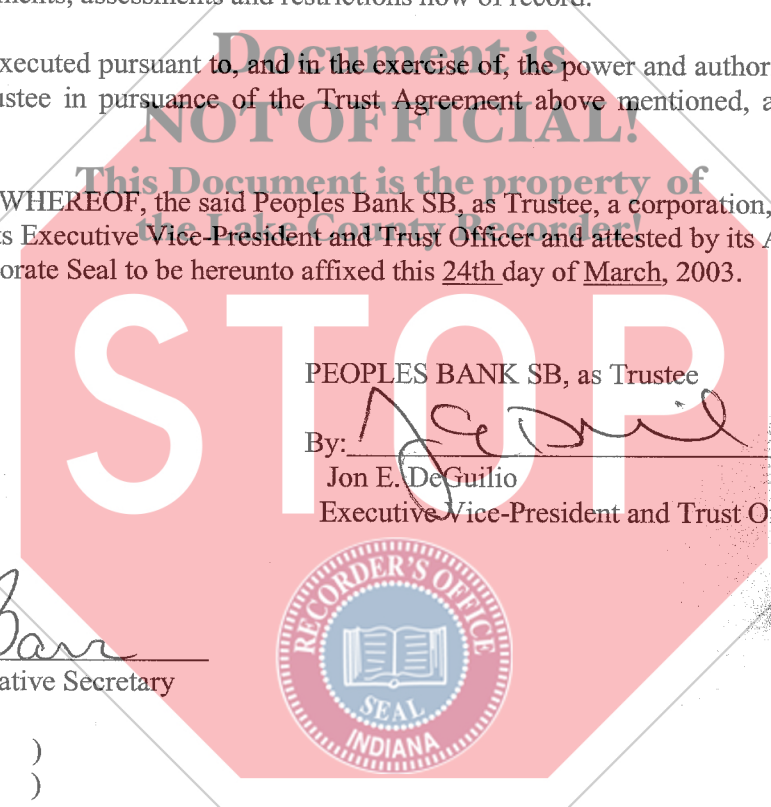 ments, assessments and restrictions now of record.
Document is
xecuted pursuant to, and in the exercise of, the power and author
ustee in pursuance of the Trust Agreement above mentioned, a
NOT OFFICIAL!
This Document is the property of
WHEREOF, the said Peoples Bank SB, as Trustee, a corporation,
the Lake County Recorder!
ts Executive Vice-President and Trust Officer and attested by its A
orate Seal to be hereunto affixed this 24th day of March, 2003.
STOP
PEOPLES BANK SB, as Trustee
By:
Jon E. DeGuilio
Executive Vice-President and Trust O
Barr
ative Secretary
)
)
RECORDER'S OFFICE
SEAL
INDIANA